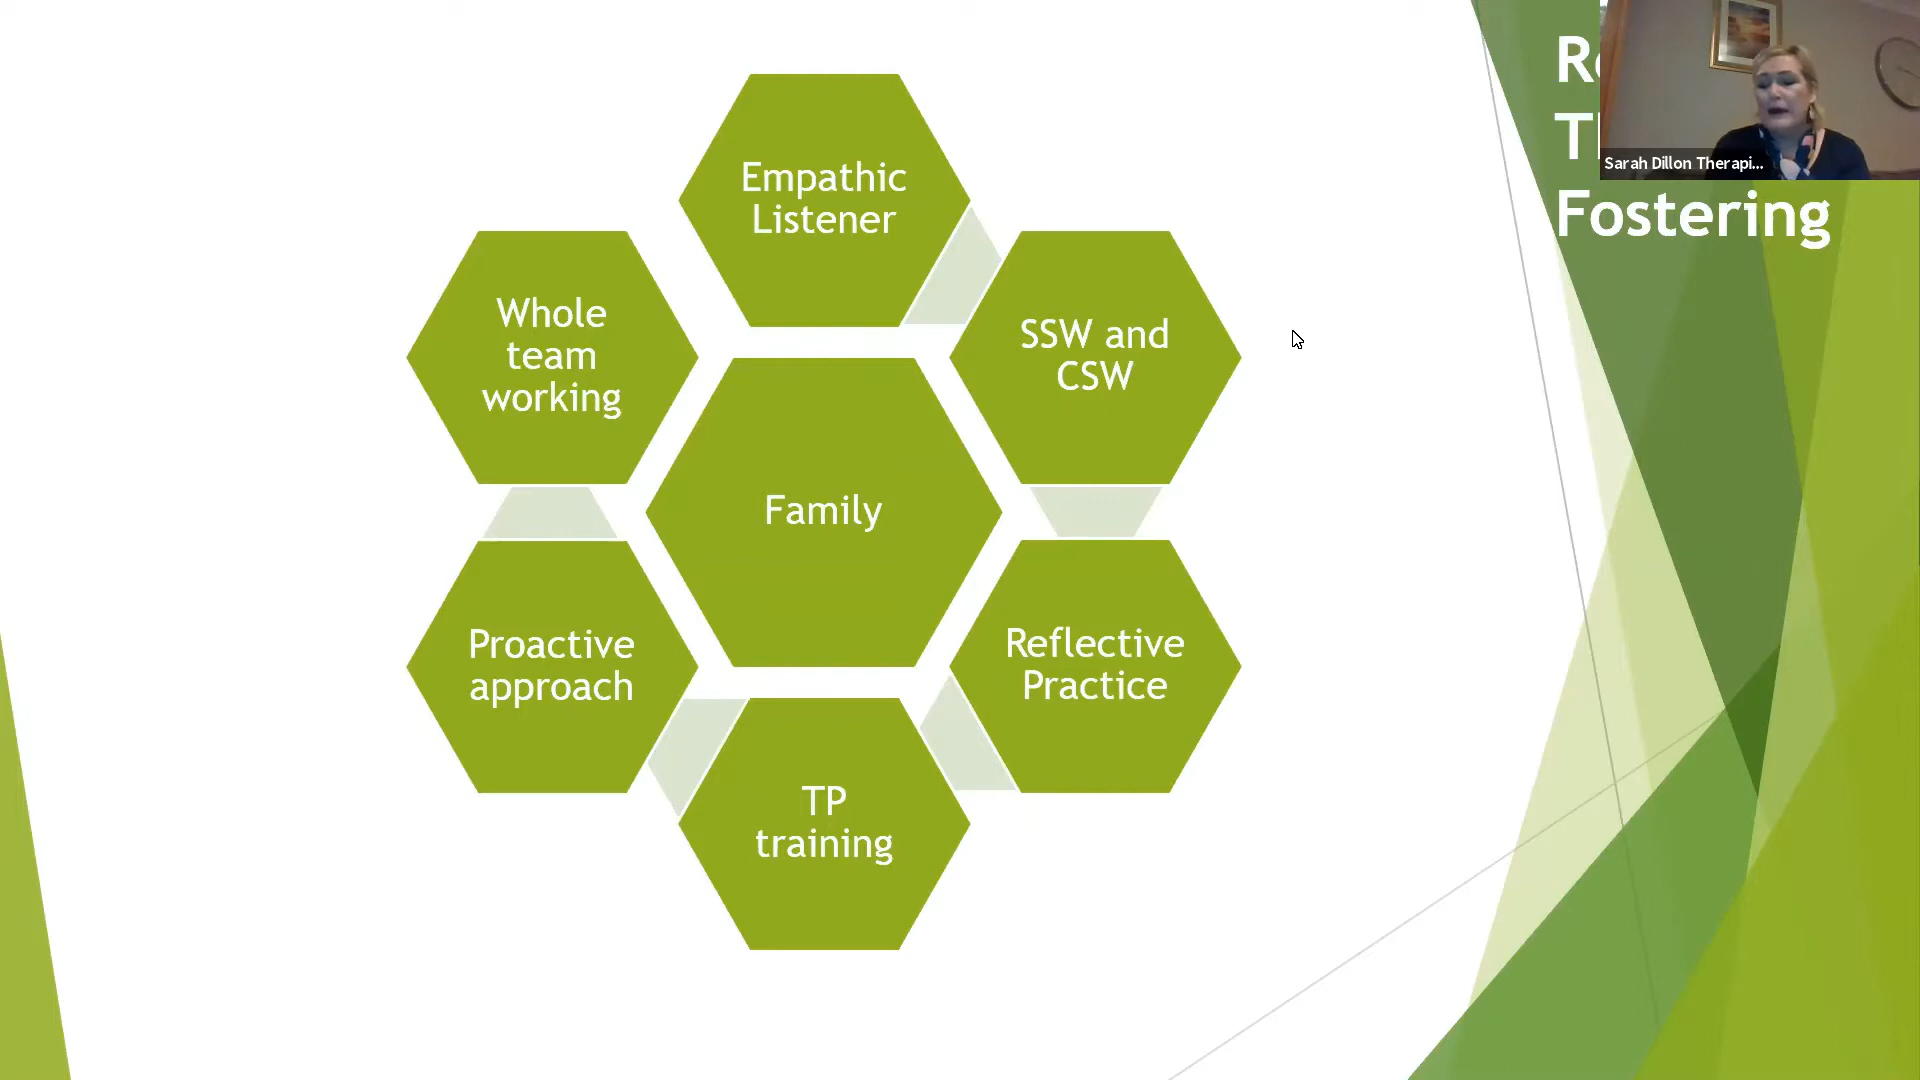 Fostering
Sarah Dillon Therapi...
Empathic
Listener
SSW and
CSW
Reflective
Practice
TP
training
Proactive
approach
Whole
team
working
Family